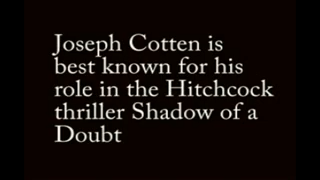 Joseph Cotten is
best known for his
role in the Hitchcock
thriller Shadow of a
Doubt